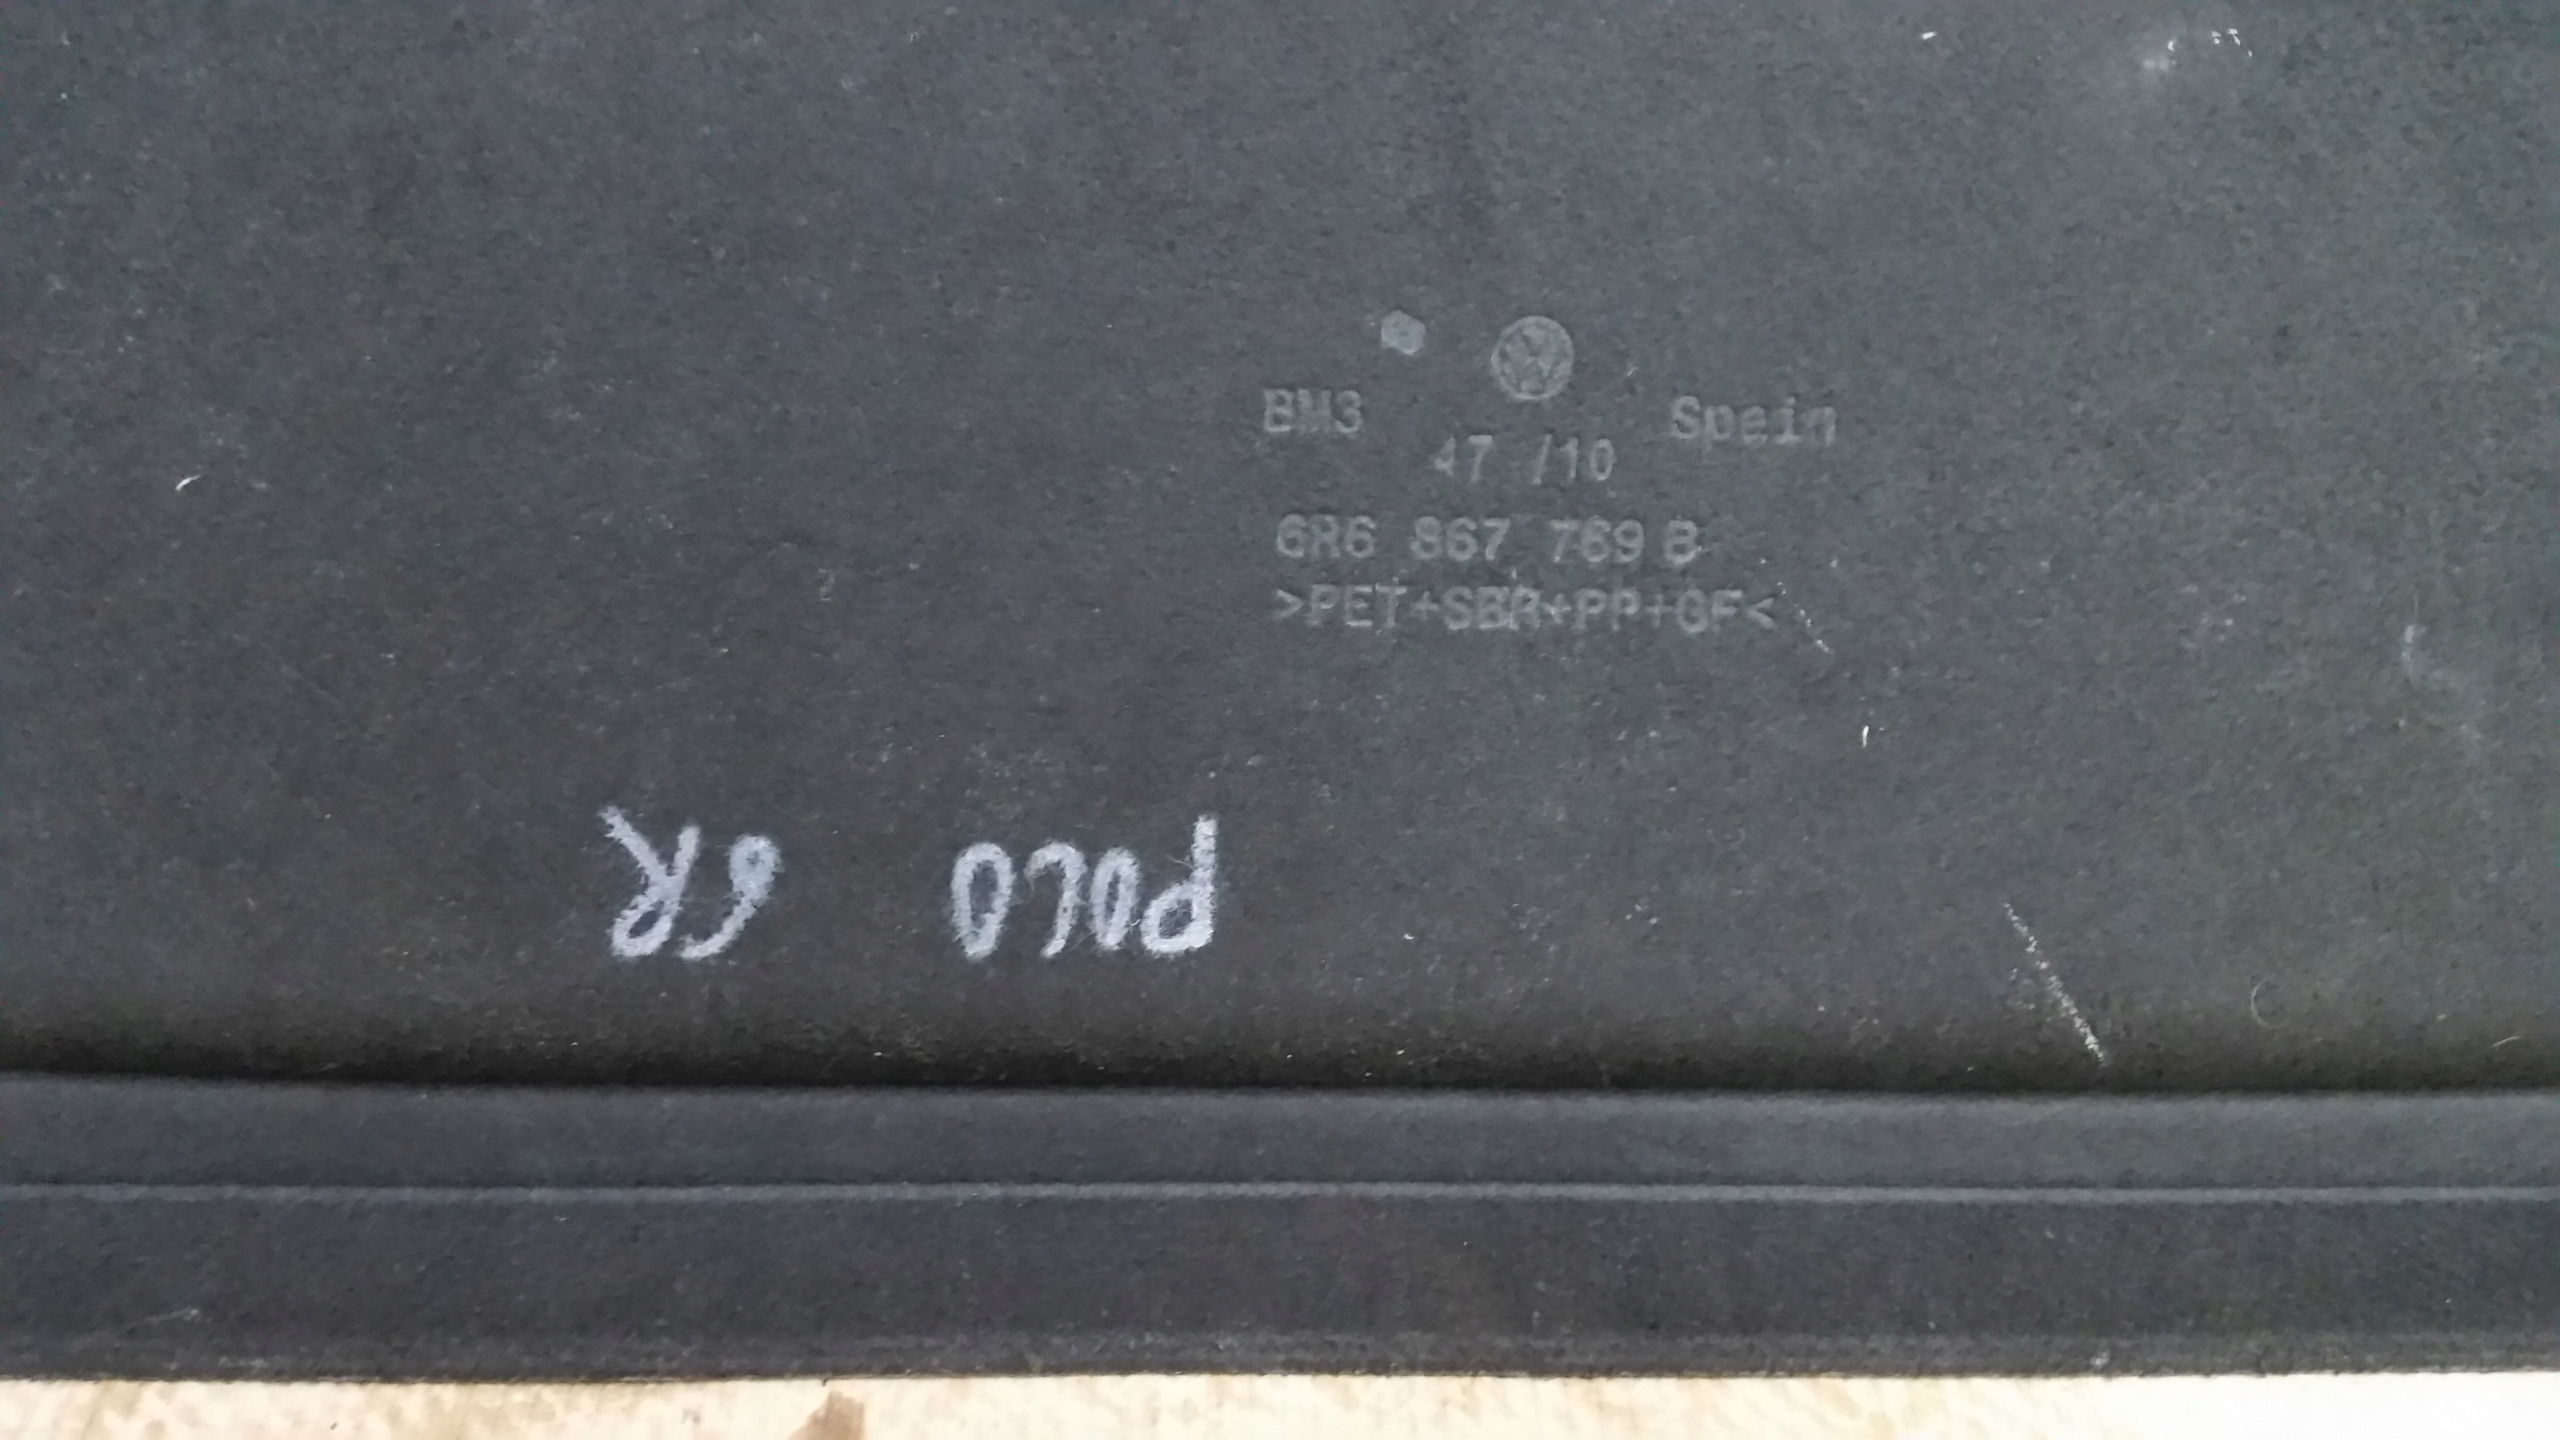 BM3 Spein
47 /10
6R6 867 769 B
>PET+SBR+PP+GF<
POLO 6R